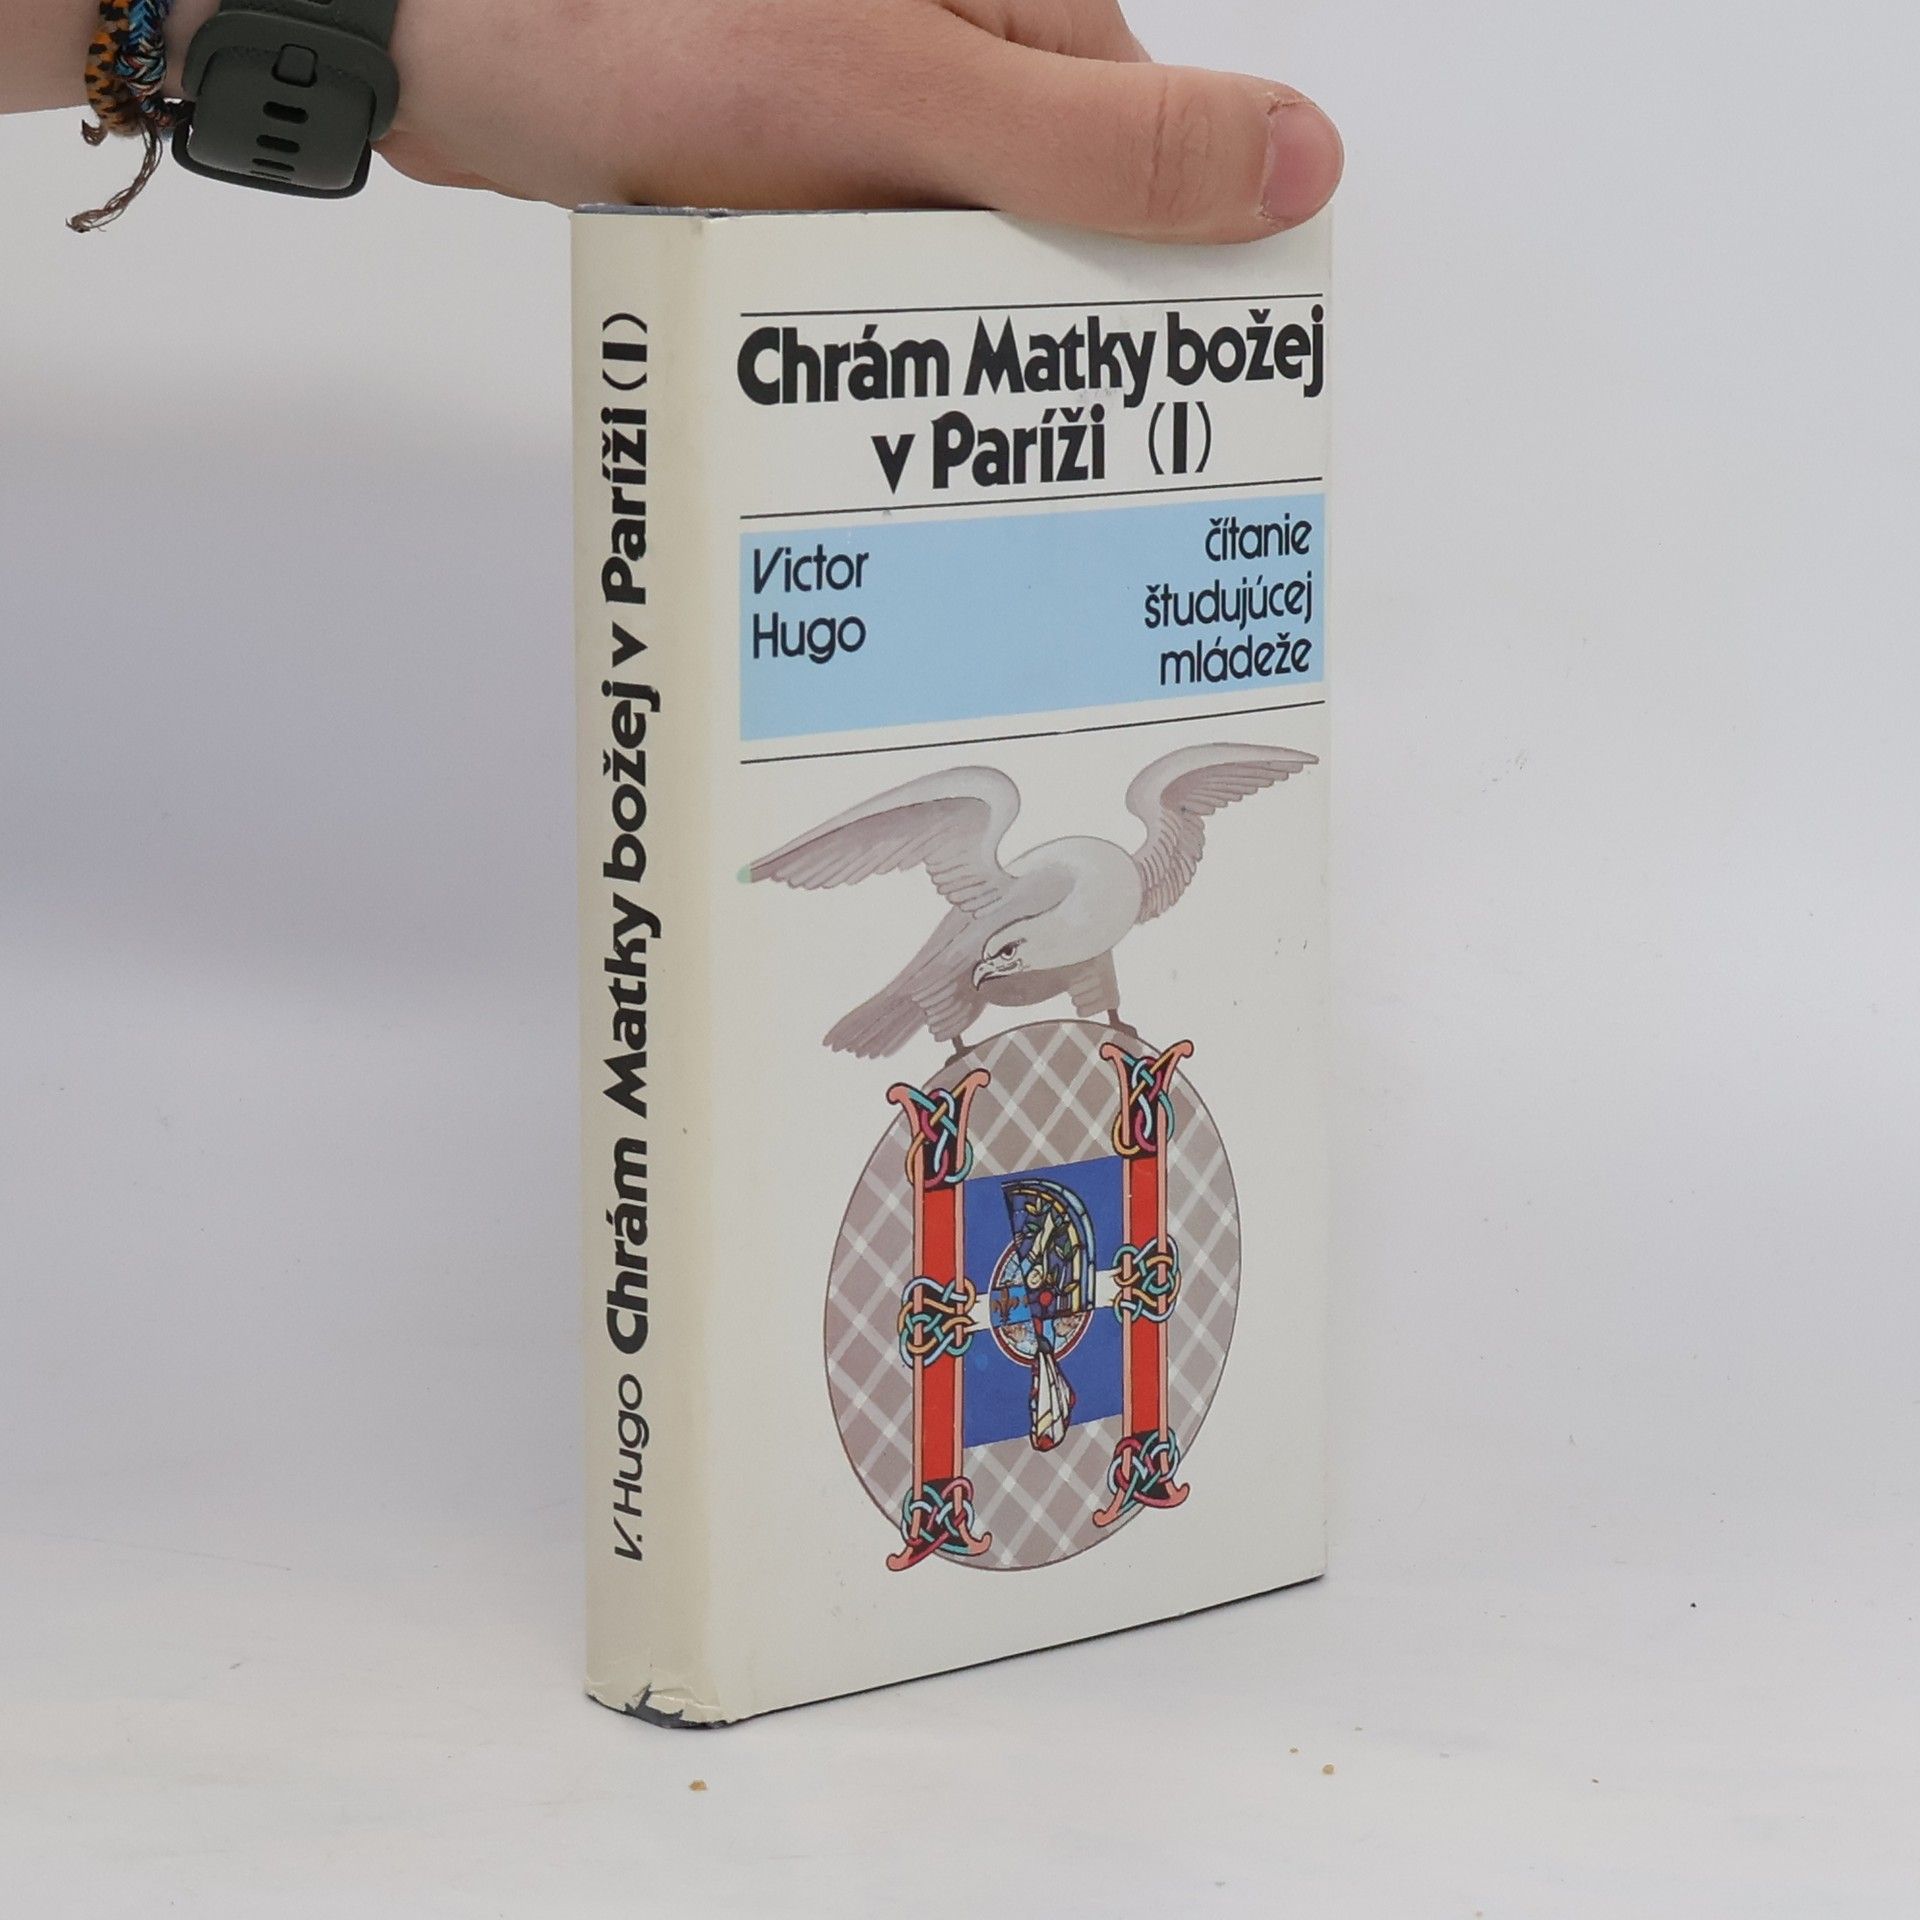 V. Hugo Chrám Matky božej v Paríži (I)
Chrám Matky božej
v Paríži (I)
Victor
Hugo
čítanie
študujúcej
mládeže